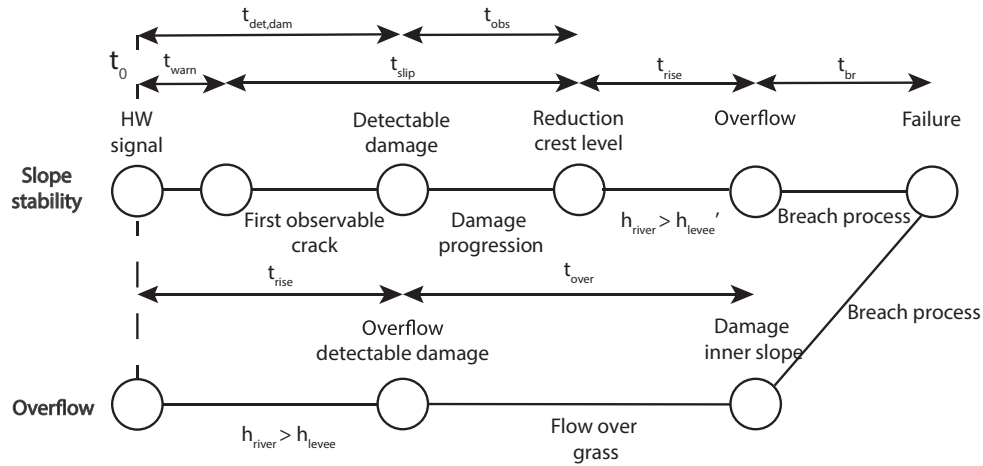 t_det,dam
t_obs
t_0
t_warn
t_slip
t_rise
t_br
HW
signal
Detectable
damage
Reduction
crest level
Overflow
Failure
Slope
stability
First observable
crack
Damage
progression
h_river > h_levee′
Breach process
t_rise
t_over
Overflow
detectable damage
Damage
inner slope
Breach process
Overflow
h_river > h_levee
Flow over
grass